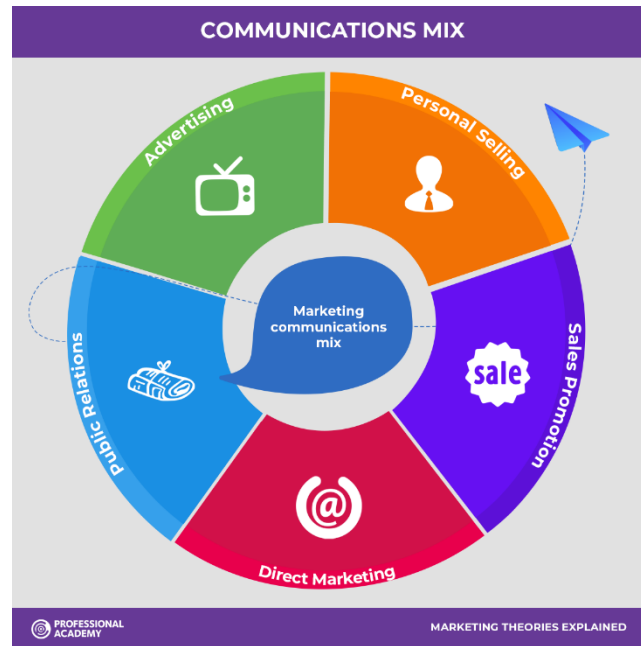 COMMUNICATIONS MIX
Advertising
Personal Selling
Marketing
communications
mix
Public Relations
sale
Sales Promotion
@
Direct Marketing
PROFESSIONAL
ACADEMY
MARKETING THEORIES EXPLAINED